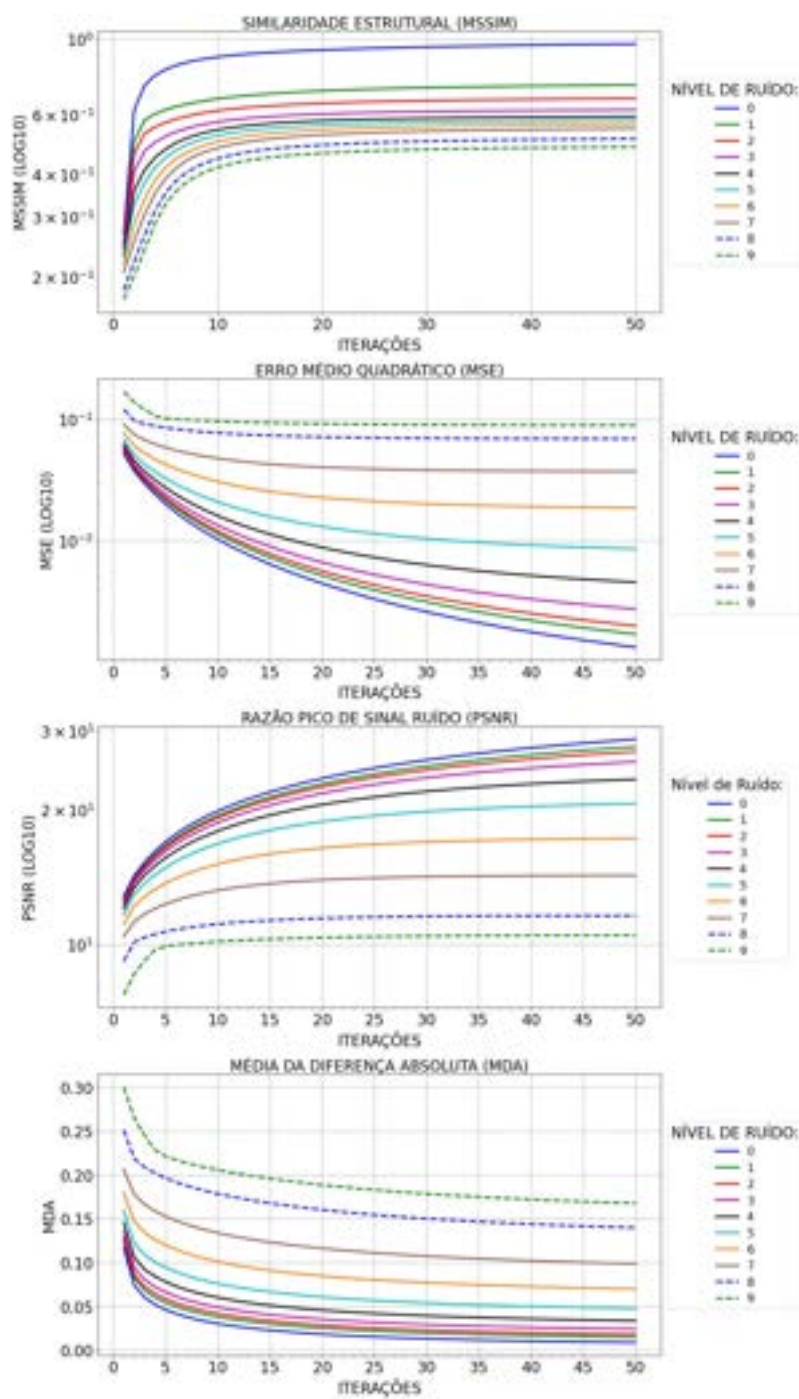 SIMILARIDADE ESTRUTURAL (MSSIM)
10⁰
6 × 10⁻¹
4 × 10⁻¹
3 × 10⁻¹
2 × 10⁻¹
MSSIM (LOG10)
0 10 20 30 40 50
ITERAÇÕES
NÍVEL DE RUÍDO:
0
1
2
3
4
5
6
7
8
9
ERRO MÉDIO QUADRÁTICO (MSE)
10⁻¹
10⁻²
MSE (LOG10)
0 5 10 15 20 25 30 35 40 45 50
ITERAÇÕES
NÍVEL DE RUÍDO:
0
1
2
3
4
5
6
7
8
9
RAZÃO PICO DE SINAL RUÍDO (PSNR)
3 × 10¹
2 × 10¹
10¹
PSNR (LOG10)
0 5 10 15 20 25 30 35 40 45 50
ITERAÇÕES
Nível de Ruído:
0
1
2
3
4
5
6
7
8
9
MÉDIA DA DIFERENÇA ABSOLUTA (MDA)
0.30
0.25
0.20
0.15
0.10
0.05
0.00
MDA
0 5 10 15 20 25 30 35 40 45 50
ITERAÇÕES
NÍVEL DE RUÍDO:
0
1
2
3
4
5
6
7
8
9